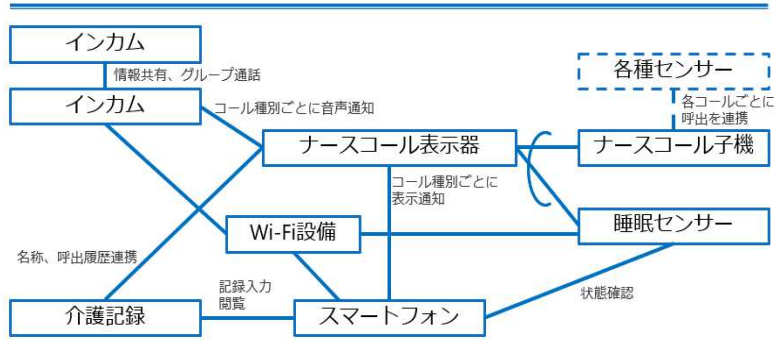 インカム
情報共有、グループ通話
インカム
コール種別ごとに音声通知
各種センサー
各コールごとに
呼出を連携
ナースコール表示器
ナースコール子機
コール種別ごとに
表示通知
Wi-Fi設備
睡眠センサー
名称、呼出履歴連携
記録入力
閲覧
状態確認
介護記録
スマートフォン